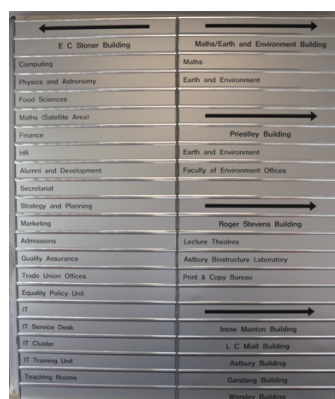 E C Stoner Building
Computing
Physics and Astronomy
Food Sciences
Maths (Satellite Area)
Finance
HR
Alumni and Development
Secretariat
Strategy and Planning
Marketing
Admissions
Quality Assurance
Trade Union Offices
Equality Policy Unit
IT
IT Service Desk
IT Cluster
IT Training Unit
Teaching Rooms
Maths/Earth and Environment Building
Maths
Earth and Environment
Priestley Building
Earth and Environment
Faculty of Environment Offices
Roger Stevens Building
Lecture Theatres
Astbury Biostructure Laboratory
Print & Copy Bureau
Irene Manton Building
L C Miall Building
Astbury Building
Garstang Building
Worsley Building